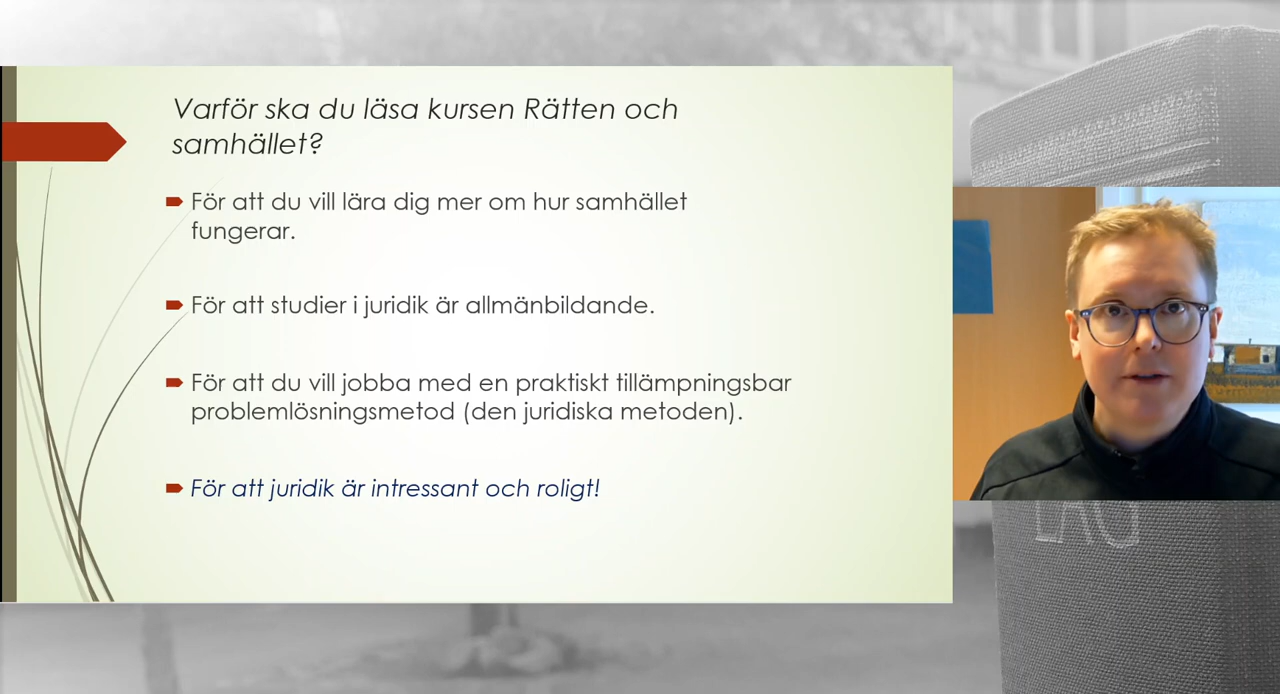 Varför ska du läsa kursen Rätten och
samhället?
För att du vill lära dig mer om hur samhället
fungerar.
För att studier i juridik är allmänbildande.
För att du vill jobba med en praktiskt tillämpningsbar
problemlösningsmetod (den juridiska metoden).
För att juridik är intressant och roligt!
LAG